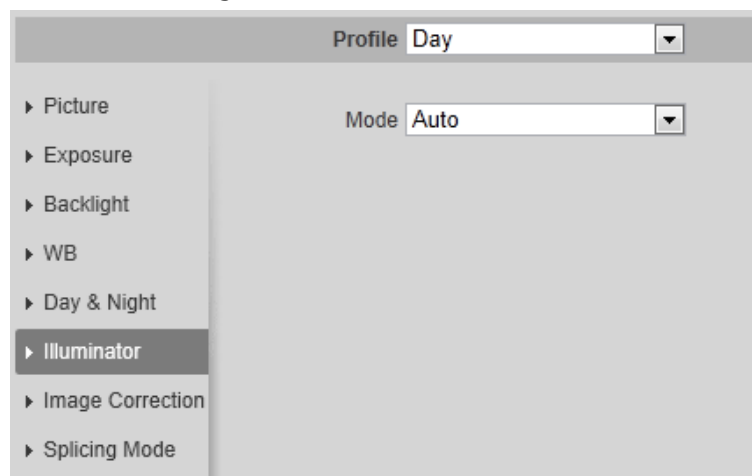 Profile Day
Picture
Mode Auto
Exposure
Backlight
WB
Day & Night
Illuminator
Image Correction
Splicing Mode